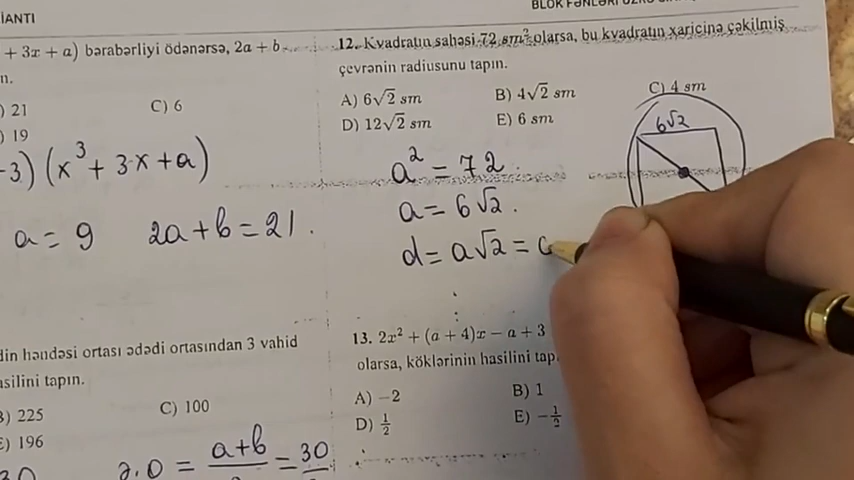 İANTI
BLOK FƏNLƏRİ ÜZRƏ
+ 3x + a) bərabərliyi ödənərsə, 2a + b
n.
) 21
C) 6
) 19
-3) (x³ + 3x + a)
a = 9    2a + b = 21.
din həndəsi ortası ədədi ortasından 3 vahid
asilini tapın.
B) 225
C) 100
E) 196
a+b
ə.o = — = 30
12. Kvadratın sahəsi 72 sm² olarsa, bu kvadratın xaricinə çəkilmiş
çevrənin radiusunu tapın.
A) 6√2 sm
B) 4√2 sm
C) 4 sm
D) 12√2 sm
E) 6 sm
6√2
a² = 72.
a = 6√2.
d = a√2 =
13. 2x² + (a + 4)x − a + 3
olarsa, köklərinin hasilini tap
A) −2
B) 1
D) 1/2
E) −1/2